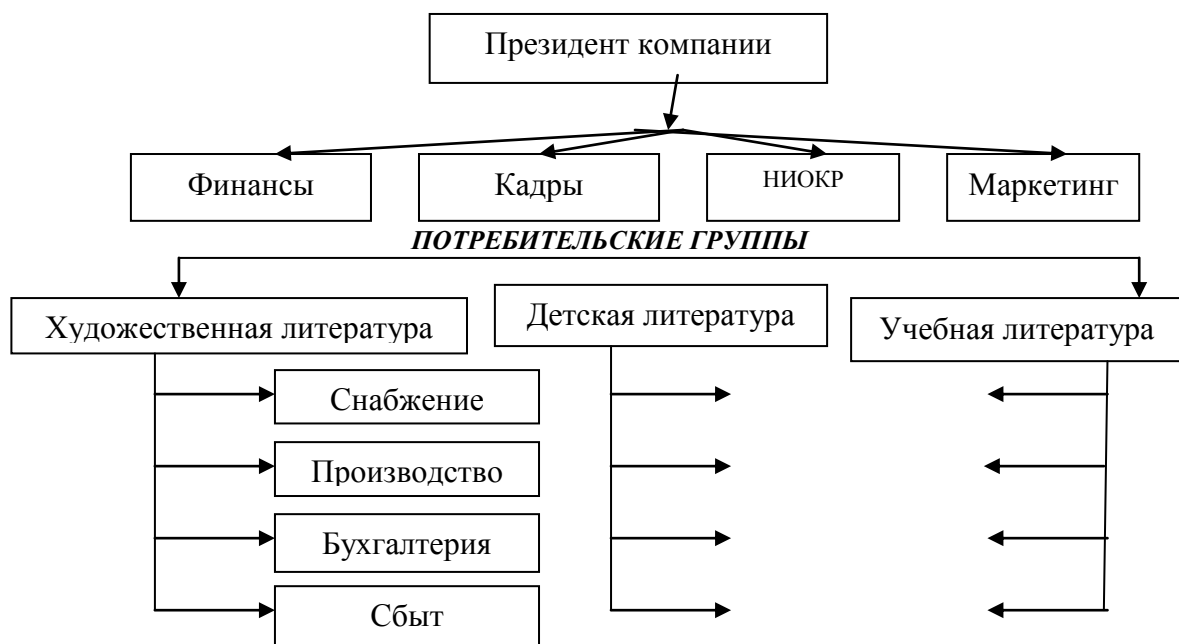 Президент компании
Финансы
Кадры
НИОКР
Маркетинг
ПОТРЕБИТЕЛЬСКИЕ ГРУППЫ
Художественная литература
Детская литература
Учебная литература
Снабжение
Производство
Бухгалтерия
Сбыт